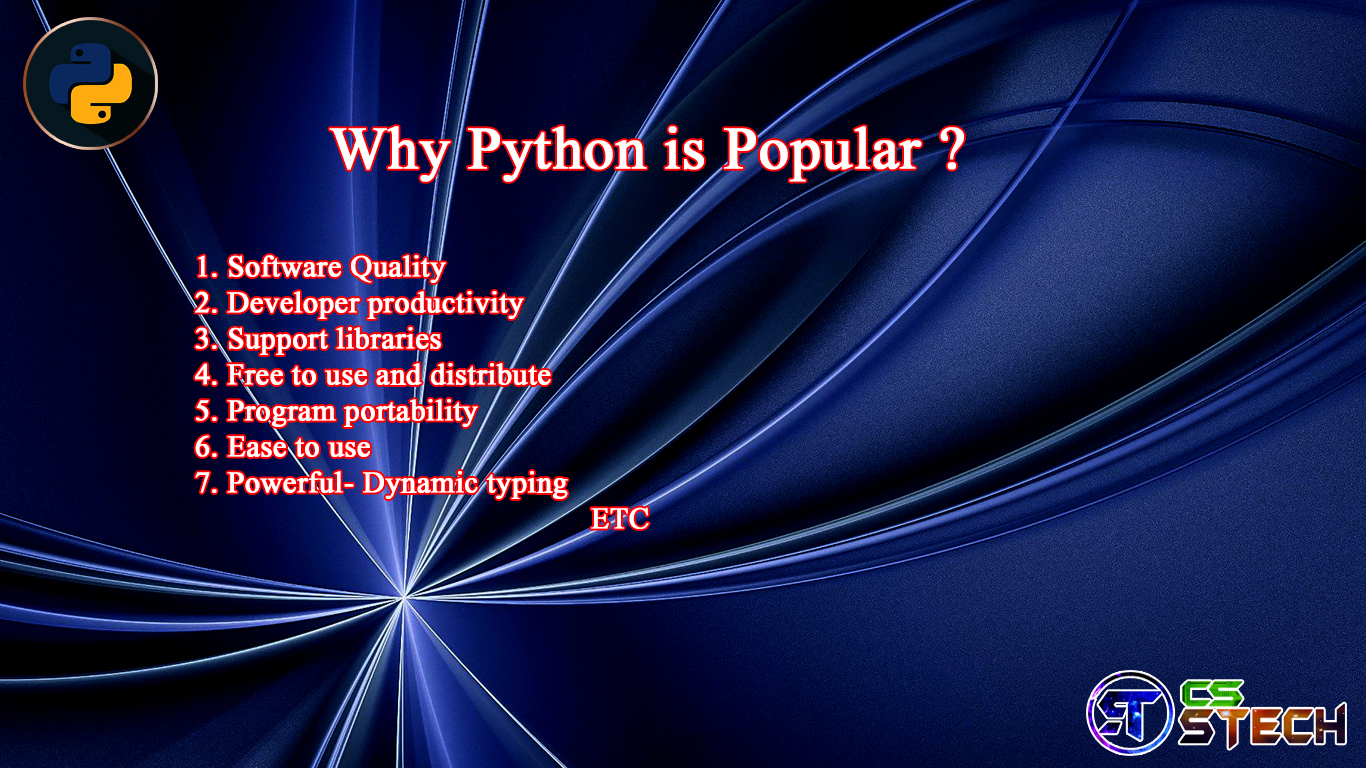 Why Python is Popular ?
1. Software Quality
2. Developer productivity
3. Support libraries
4. Free to use and distribute
5. Program portability
6. Ease to use
7. Powerful- Dynamic typing
ETC
ST
CS
STECH